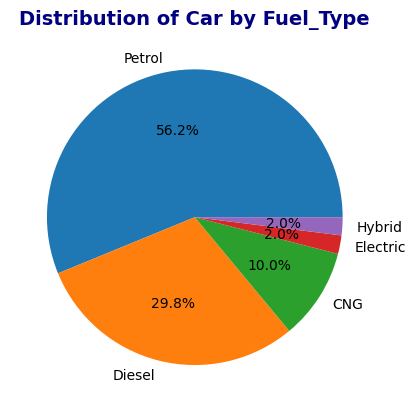 Distribution of Car by Fuel_Type
Petrol
56.2%
2.0%
Hybrid
2.0%
Electric
10.0%
CNG
29.8%
Diesel